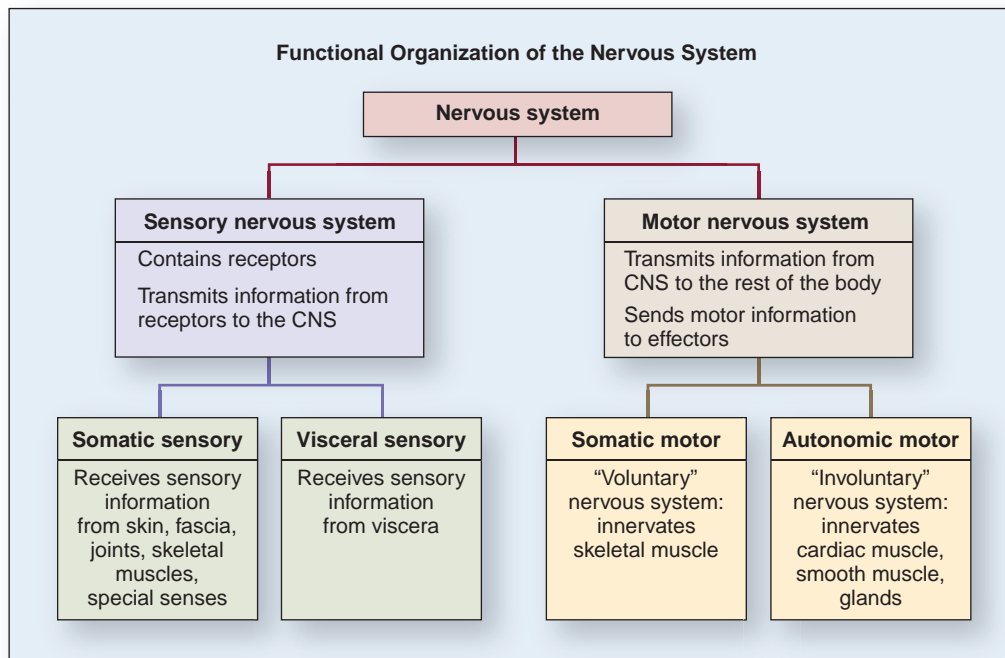 Functional Organization of the Nervous System
Nervous system
Sensory nervous system
Contains receptors
Transmits information from
receptors to the CNS
Motor nervous system
Transmits information from
CNS to the rest of the body
Sends motor information
to effectors
Somatic sensory
Receives sensory
information
from skin, fascia,
joints, skeletal
muscles,
special senses
Visceral sensory
Receives sensory
information
from viscera
Somatic motor
“Voluntary”
nervous system:
innervates
skeletal muscle
Autonomic motor
“Involuntary”
nervous system:
innervates
cardiac muscle,
smooth muscle,
glands